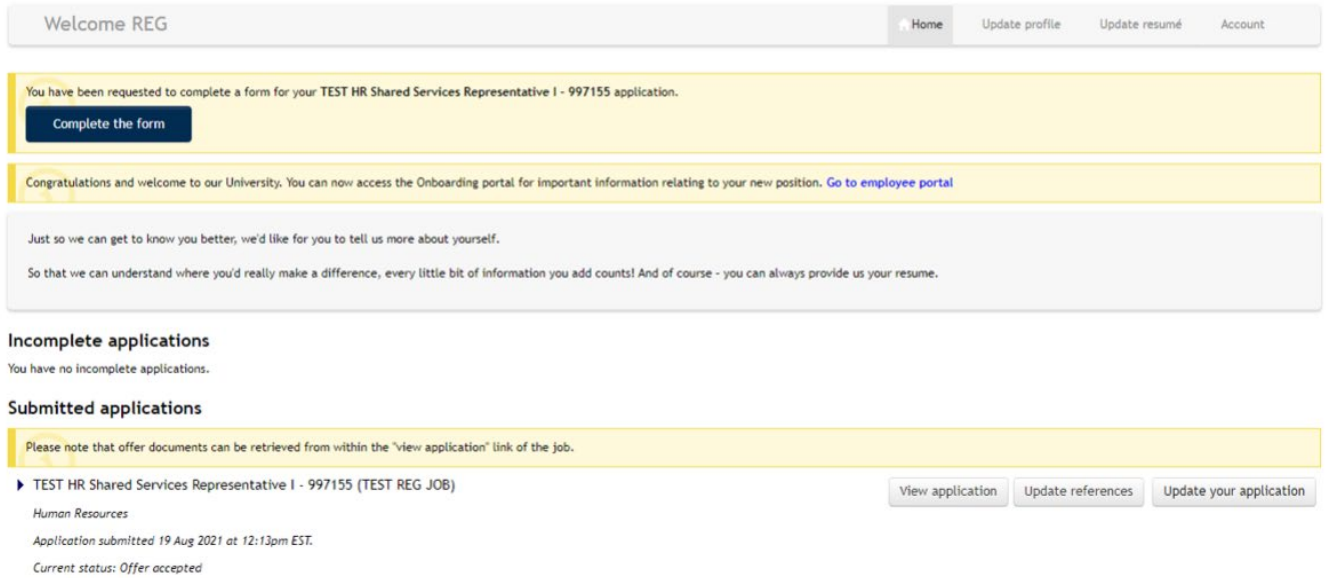 Welcome REG
Home
Update profile
Update resumé
Account
You have been requested to complete a form for your TEST HR Shared Services Representative I - 997155 application.
Complete the form
Congratulations and welcome to our University. You can now access the Onboarding portal for important information relating to your new position. Go to employee portal
Just so we can get to know you better, we'd like for you to tell us more about yourself.
So that we can understand where you'd really make a difference, every little bit of information you add counts! And of course - you can always provide us your resume.
Incomplete applications
You have no incomplete applications.
Submitted applications
Please note that offer documents can be retrieved from within the "view application" link of the job.
TEST HR Shared Services Representative I - 997155 (TEST REG JOB)
View application
Update references
Update your application
Human Resources
Application submitted 19 Aug 2021 at 12:13pm EST.
Current status: Offer accepted